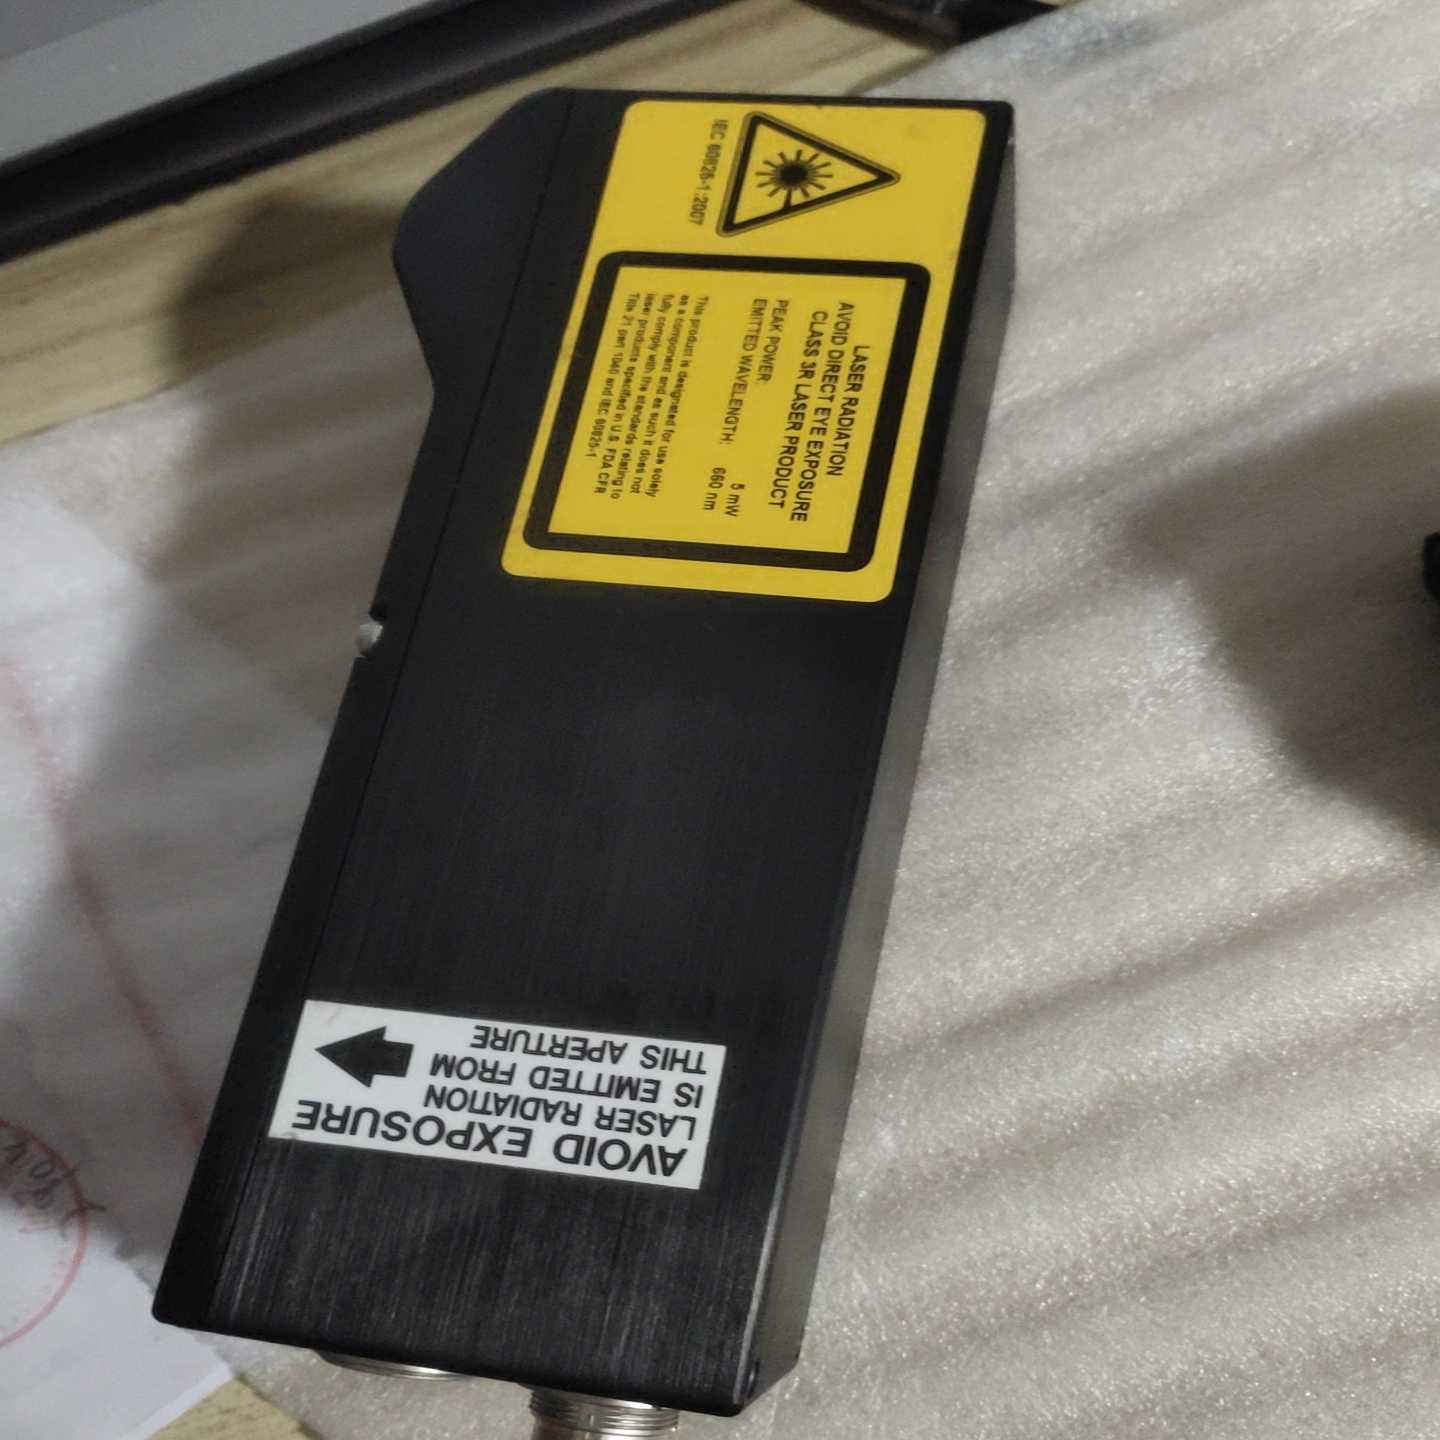 IEC 60825-1:2007
LASER RADIATION
AVOID DIRECT EYE EXPOSURE
CLASS 3R LASER PRODUCT
PEAK POWER: 5 mW
EMITTED WAVELENGTH: 660 nm
This product is designated for use solely
as a component and as such it does not
fully comply with the standards relating to
laser products specified in U.S. FDA CFR
Title 21 part 1040 and IEC 60825-1
AVOID EXPOSURE
LASER RADIATION
IS EMITTED FROM
THIS APERTURE